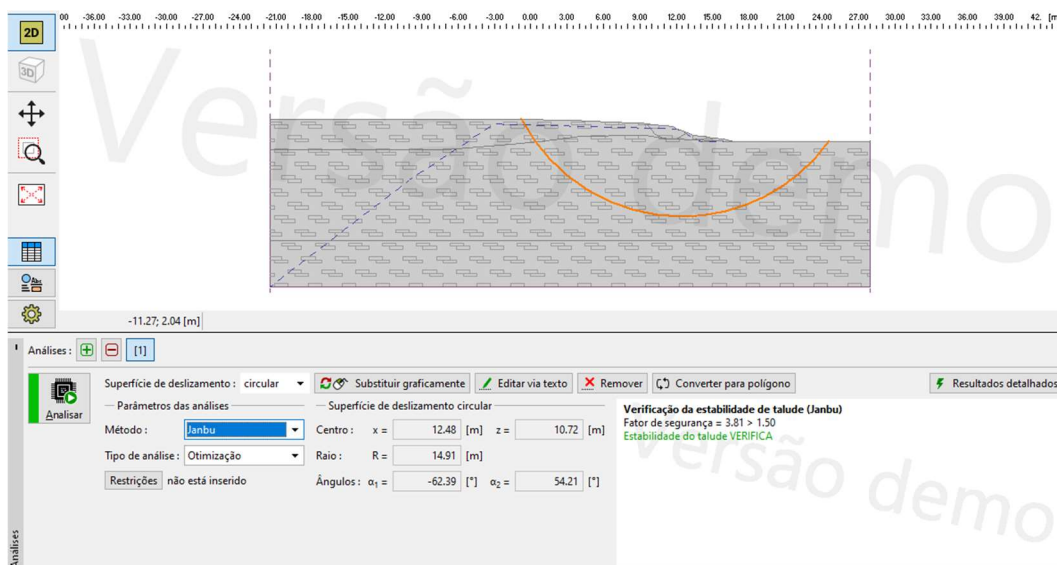 00 -36.00 -33.00 -30.00 -27.00 -24.00 -21.00 -18.00 -15.00 -12.00 -9.00 -6.00 -3.00 0.00 3.00 6.00 9.00 12.00 15.00 18.00 21.00 24.00 27.00 30.00 33.00 36.00 39.00 42. [m
2D
3D
Versão demo
-11.27; 2.04 [m]
Análises : [1]
Superfície de deslizamento : circular Substituir graficamente Editar via texto Remover Converter para polígono Resultados detalhados
Analisar
Parâmetros das análises
Superfície de deslizamento circular
Verificação da estabilidade de talude (Janbu)
Método : Janbu
Centro : x = 12.48 [m] z = 10.72 [m]
Fator de segurança = 3.81 > 1.50
Estabilidade do talude VERIFICA
Tipo de análise : Otimização
Raio : R = 14.91 [m]
Restrições não está inserido
Ângulos : α1 = -62.39 [°] α2 = 54.21 [°]
Versão demo
Análises